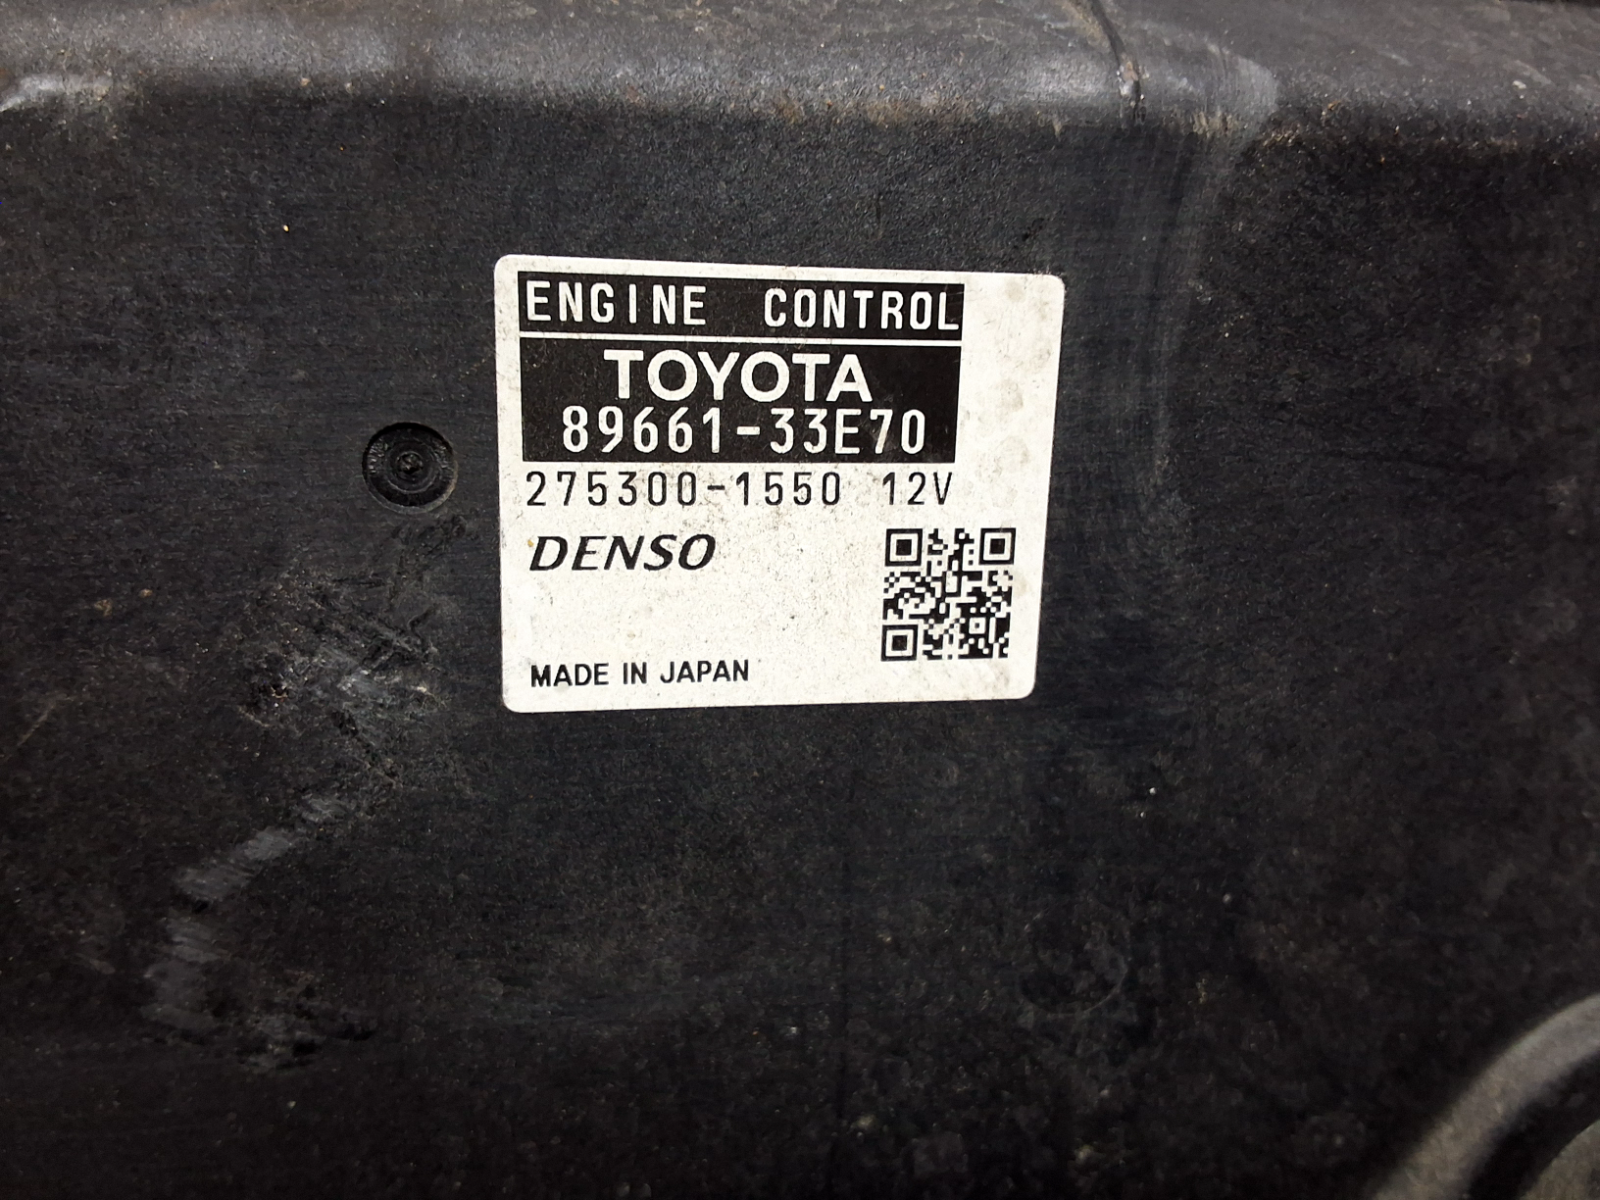 ENGINE CONTROL
TOYOTA
89661-33E70
275300-1550 12V
DENSO
MADE IN JAPAN